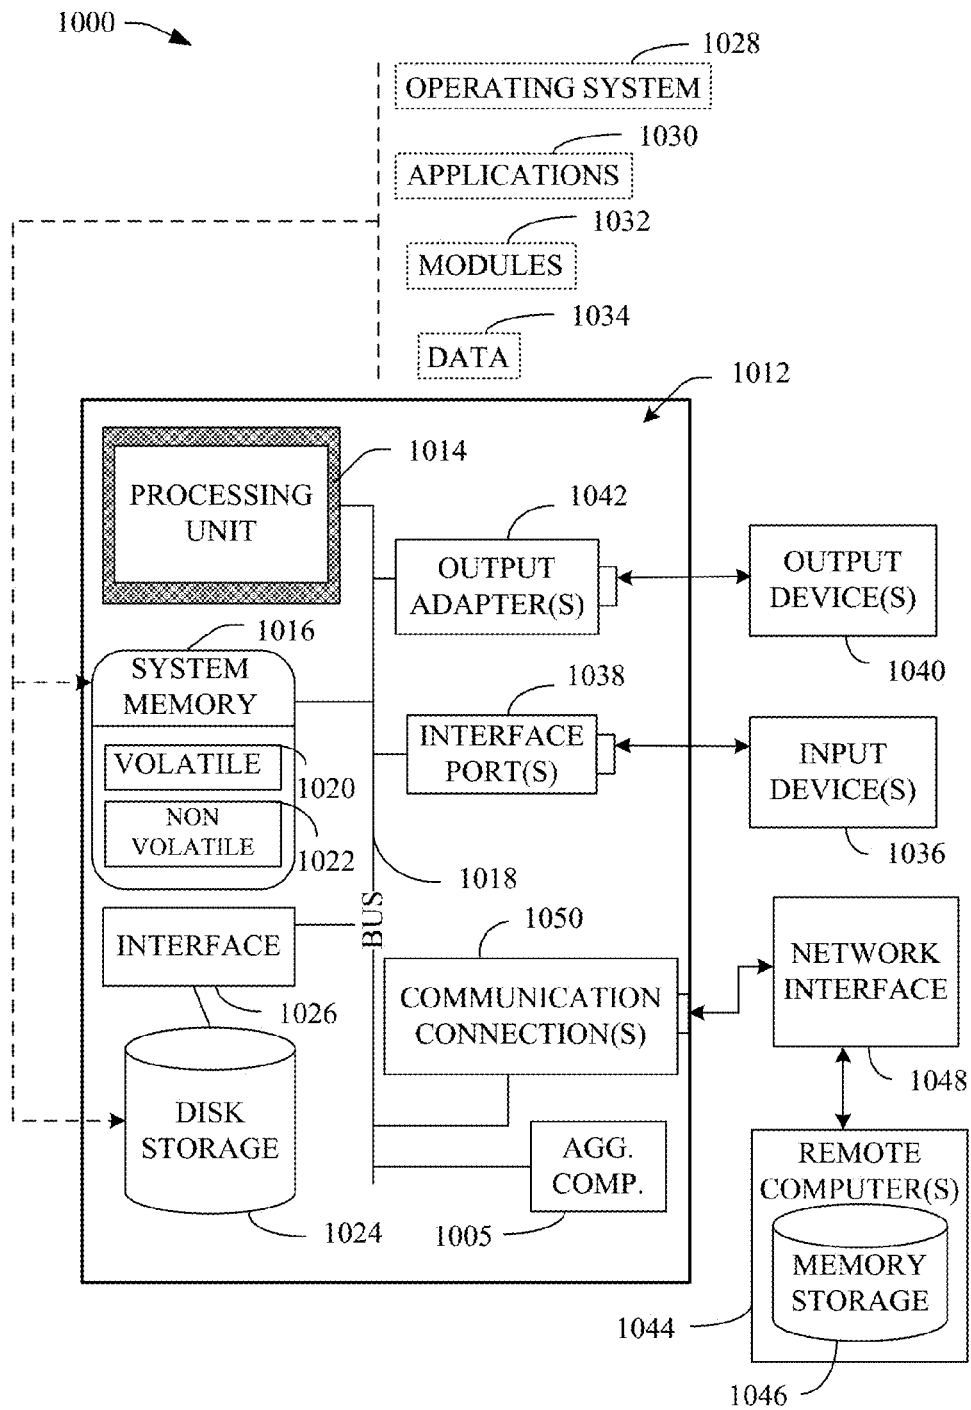 1000
1028
OPERATING SYSTEM
1030
APPLICATIONS
1032
MODULES
1034
DATA
1012
1014
PROCESSING
UNIT
1042
OUTPUT
ADAPTER(S)
OUTPUT
DEVICE(S)
1040
1016
SYSTEM
MEMORY
VOLATILE
1020
NON
VOLATILE
1022
1038
INTERFACE
PORT(S)
INPUT
DEVICE(S)
1036
1018
BUS
INTERFACE
1026
1050
COMMUNICATION
CONNECTION(S)
NETWORK
INTERFACE
1048
DISK
STORAGE
1024
AGG.
COMP.
1005
REMOTE
COMPUTER(S)
MEMORY
STORAGE
1044
1046